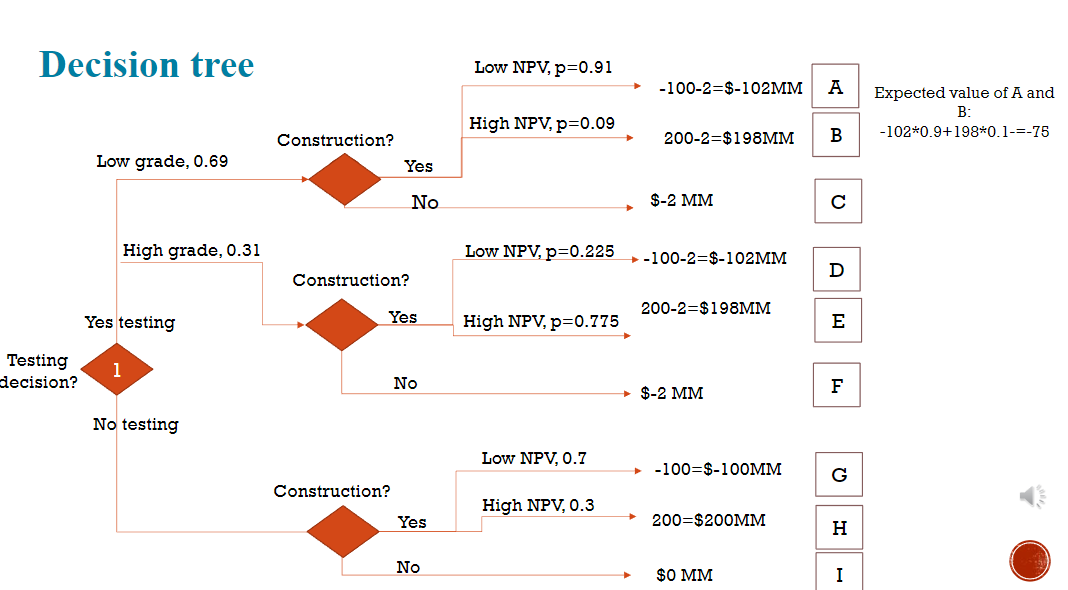 Decision tree
Low NPV, p=0.91
-100-2=$-102MM
A
Expected value of A and
B:
-102*0.9+198*0.1-=-75
High NPV, p=0.09
200-2=$198MM
B
Construction?
Low grade, 0.69
Yes
No
$-2 MM
C
High grade, 0.31
Low NPV, p=0.225
-100-2=$-102MM
D
Construction?
200-2=$198MM
E
Yes
High NPV, p=0.775
Yes testing
Testing
decision?
1
No
$-2 MM
F
No testing
Low NPV, 0.7
-100=$-100MM
G
Construction?
High NPV, 0.3
200=$200MM
H
Yes
No
$0 MM
I